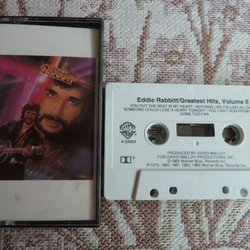 Rabbitt
Eddie Rabbitt/Greatest Hits, Volume II
YOU PUT THE BEAT IN MY HEART • NOTHING LIKE FALLING IN LOVE
SOMEONE COULD LOSE A HEART TONIGHT • YOU CAN'T RUN FROM
GONE TOO FAR
PRODUCED BY DAVID MALLOY
FOR DAVID MALLOY PRODUCTIONS, INC.